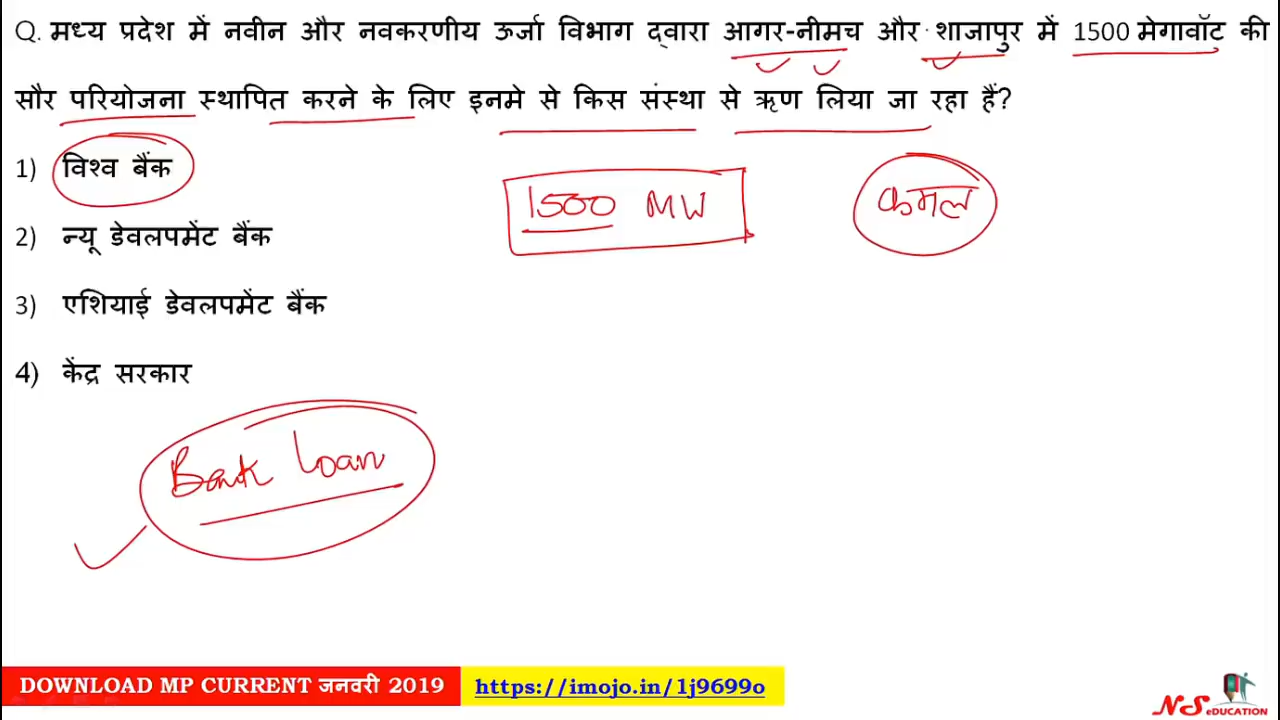 Q. मध्य प्रदेश में नवीन और नवकरणीय ऊर्जा विभाग द्वारा आगर-नीमच और शाजापुर में 1500 मेगावॉट की
सौर परियोजना स्थापित करने के लिए इनमे से किस संस्था से ऋण लिया जा रहा हैं?
1) विश्व बैंक
1500 MW
कमल
2) न्यू डेवलपमेंट बैंक
3) एशियाई डेवलपमेंट बैंक
4) केंद्र सरकार
Bank Loan
DOWNLOAD MP CURRENT जनवरी 2019 https://imojo.in/1j9699o
NS eDUCATION